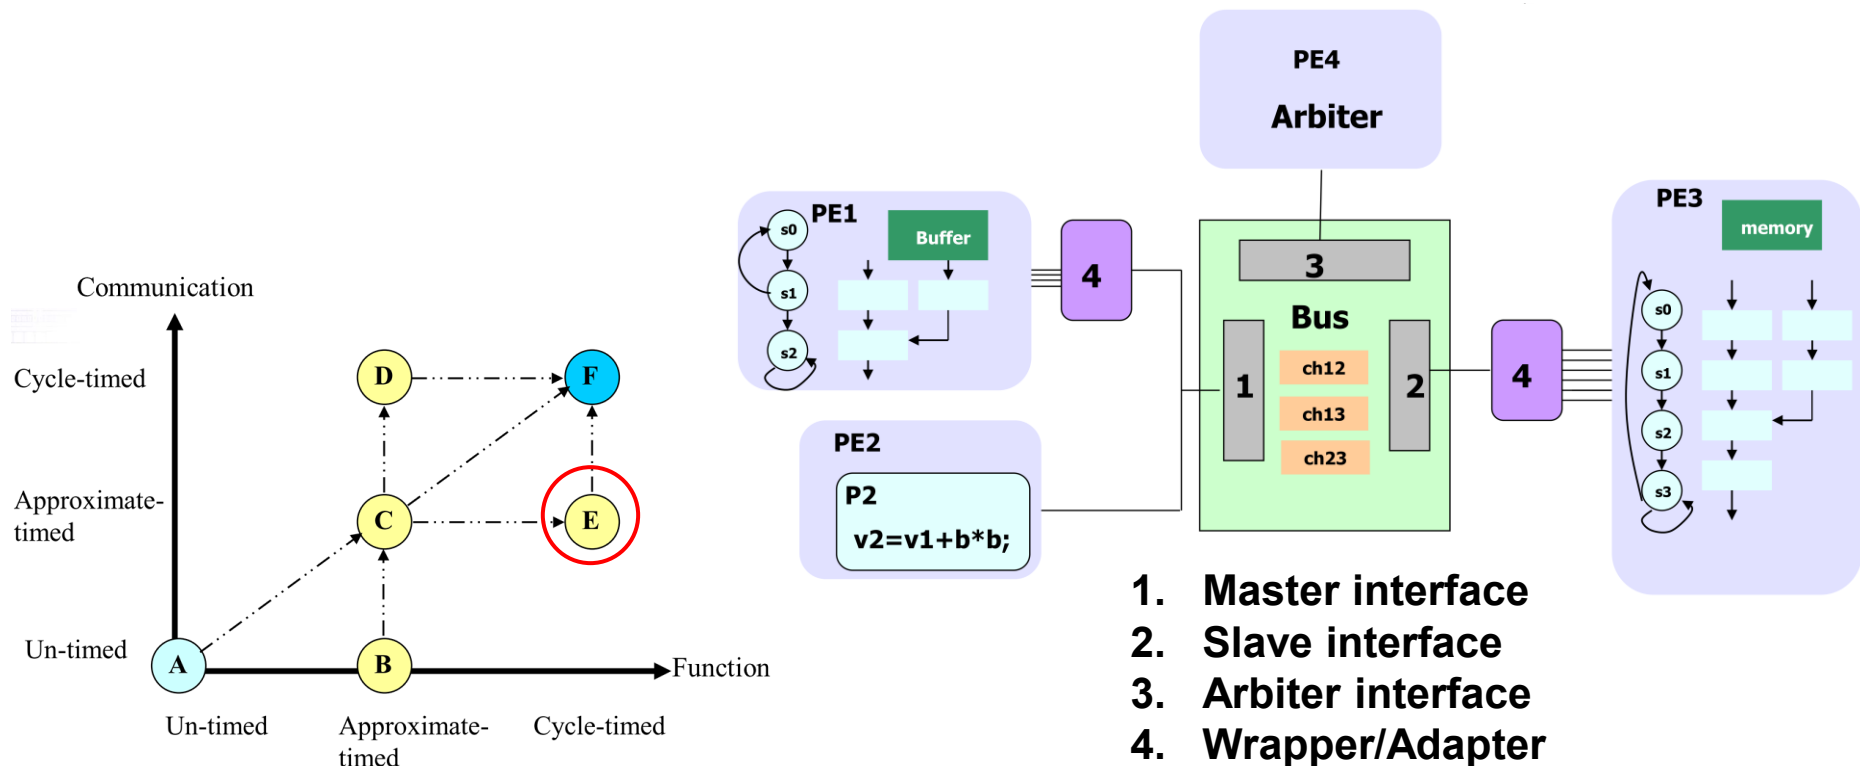 Communication
Cycle-timed
Approximate-
timed
Un-timed
D
F
C
E
A
B
Function
Un-timed
Approximate-
timed
Cycle-timed
PE1
s0
s1
s2
Buffer
4
PE2
P2
v2=v1+b*b;
PE4
Arbiter
3
Bus
1
ch12
ch13
ch23
2
4
PE3
memory
s0
s1
s2
s3
1. Master interface
2. Slave interface
3. Arbiter interface
4. Wrapper/Adapter